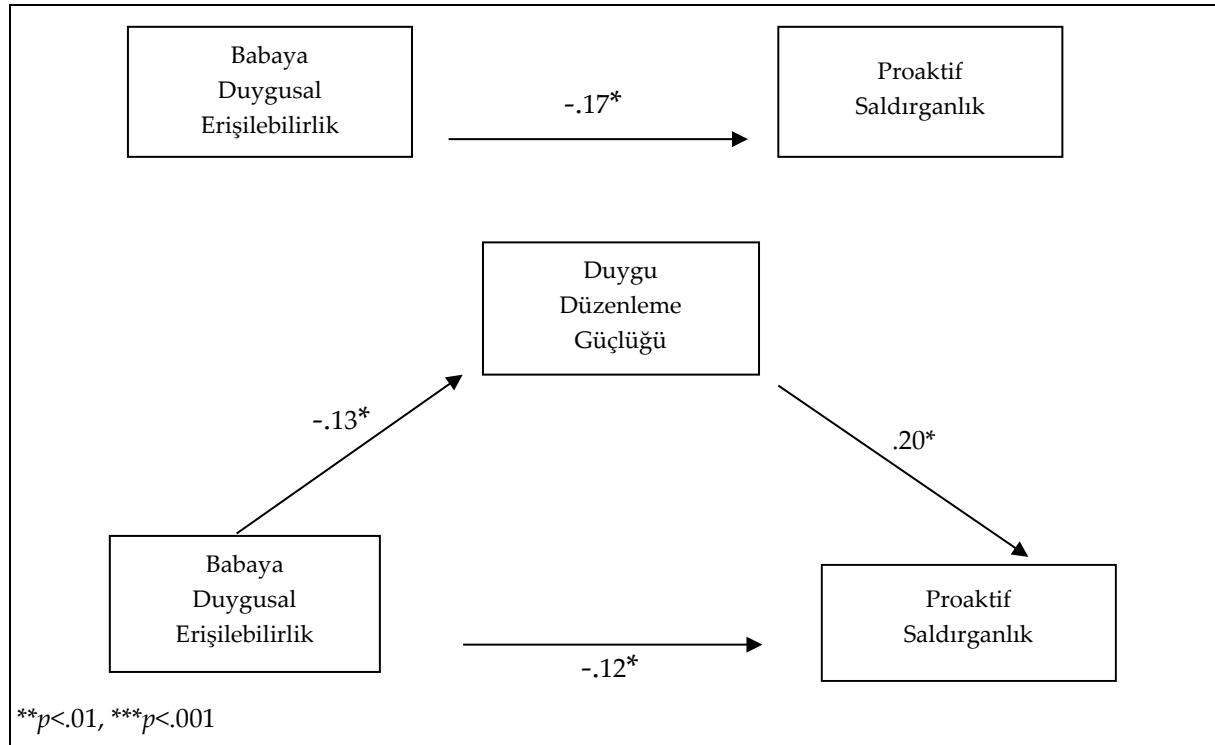 Babaya
Duygusal
Erişilebilirlik
-.17*
Proaktif
Saldırganlık
Duygu
Düzenleme
Güçlüğü
-.13*
.20*
Babaya
Duygusal
Erişilebilirlik
-.12*
Proaktif
Saldırganlık
**p<.01, ***p<.001